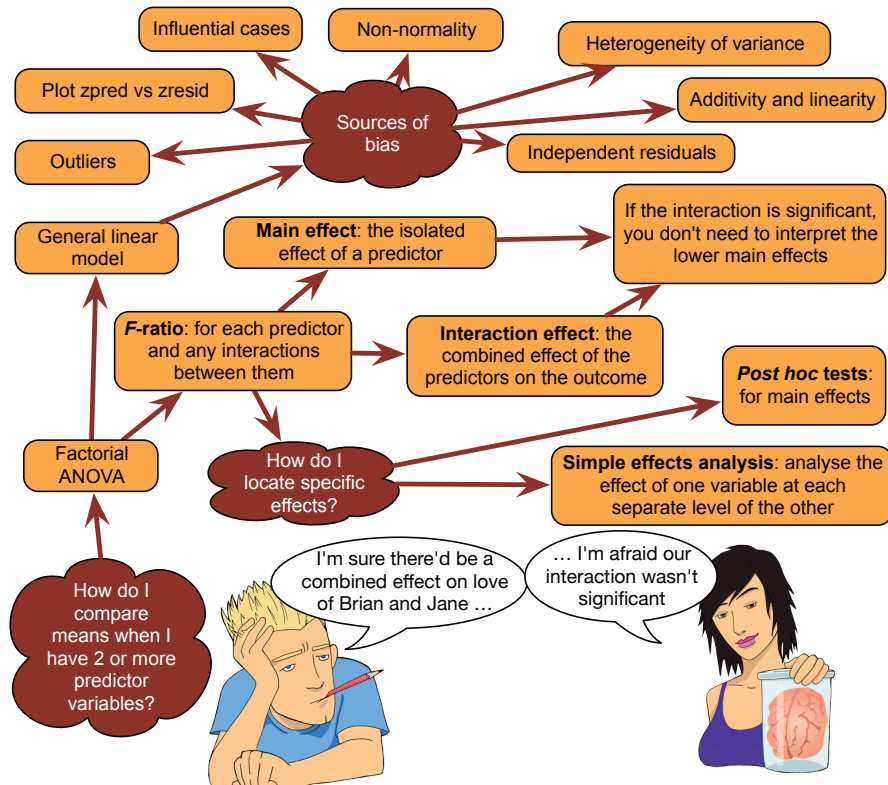 Influential cases
Non-normality
Heterogeneity of variance
Plot zpred vs zresid
Additivity and linearity
Sources of
bias
Outliers
Independent residuals
General linear
model
Main effect: the isolated
effect of a predictor
If the interaction is significant,
you don't need to interpret the
lower main effects
F-ratio: for each predictor
and any interactions
between them
Interaction effect: the
combined effect of the
predictors on the outcome
Post hoc tests:
for main effects
Factorial
ANOVA
How do I
locate specific
effects?
Simple effects analysis: analyse the
effect of one variable at each
separate level of the other
How do I
compare
means when I
have 2 or more
predictor
variables?
I'm sure there'd be a
combined effect on love
of Brian and Jane ...
... I'm afraid our
interaction wasn't
significant